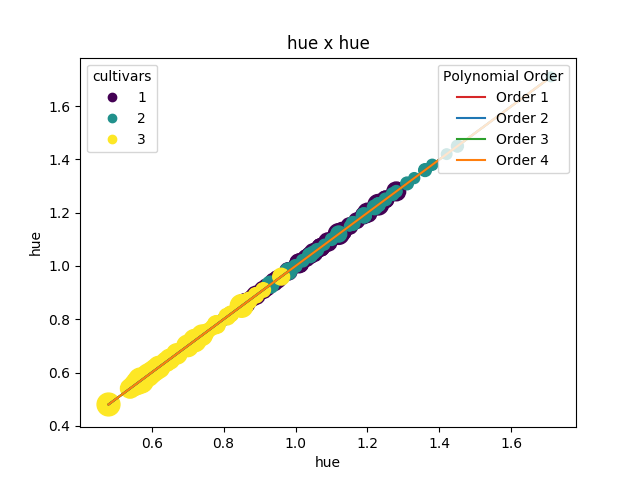 hue x hue
cultivars
1
2
3
Polynomial Order
Order 1
Order 2
Order 3
Order 4
hue
1.6
1.4
1.2
1.0
0.8
0.6
0.4
0.6 0.8 1.0 1.2 1.4 1.6
hue